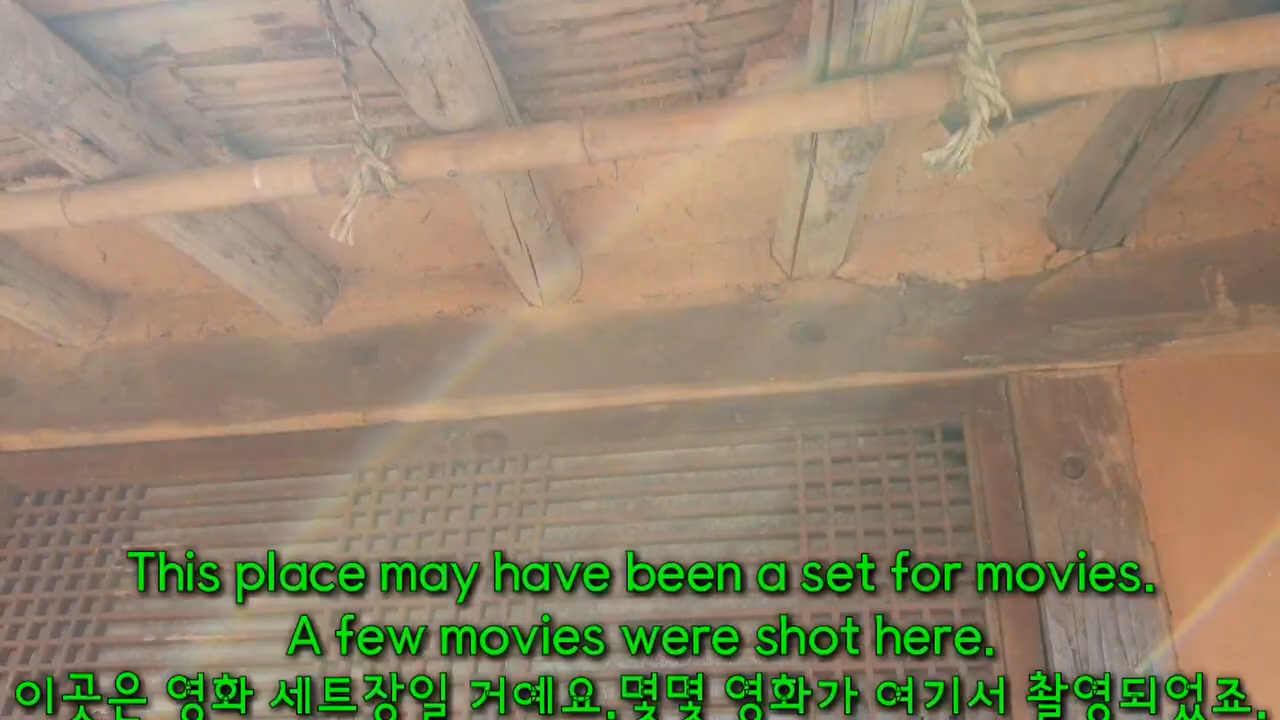 This place may have been a set for movies.
A few movies were shot here.
이곳은 영화 세트장일 거예요.몇몇 영화가 여기서 촬영되었죠.